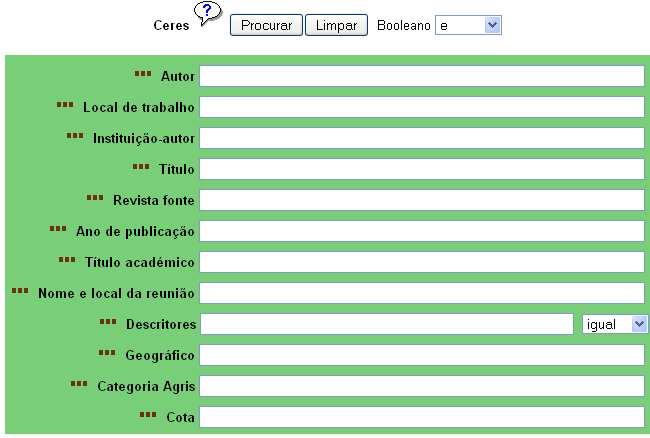 Ceres ? Procurar Limpar Booleano e
Autor
Local de trabalho
Instituição-autor
Título
Revista fonte
Ano de publicação
Título académico
Nome e local da reunião
Descritores igual
Geográfico
Categoria Agris
Cota